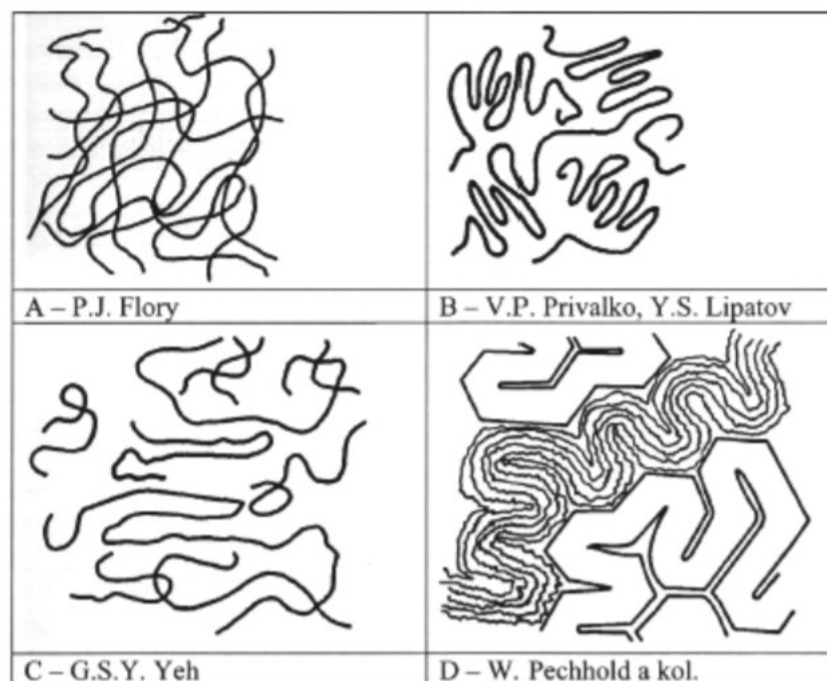 A – P.J. Flory
B – V.P. Privalko, Y.S. Lipatov
C – G.S.Y. Yeh
D – W. Pechhold a kol.